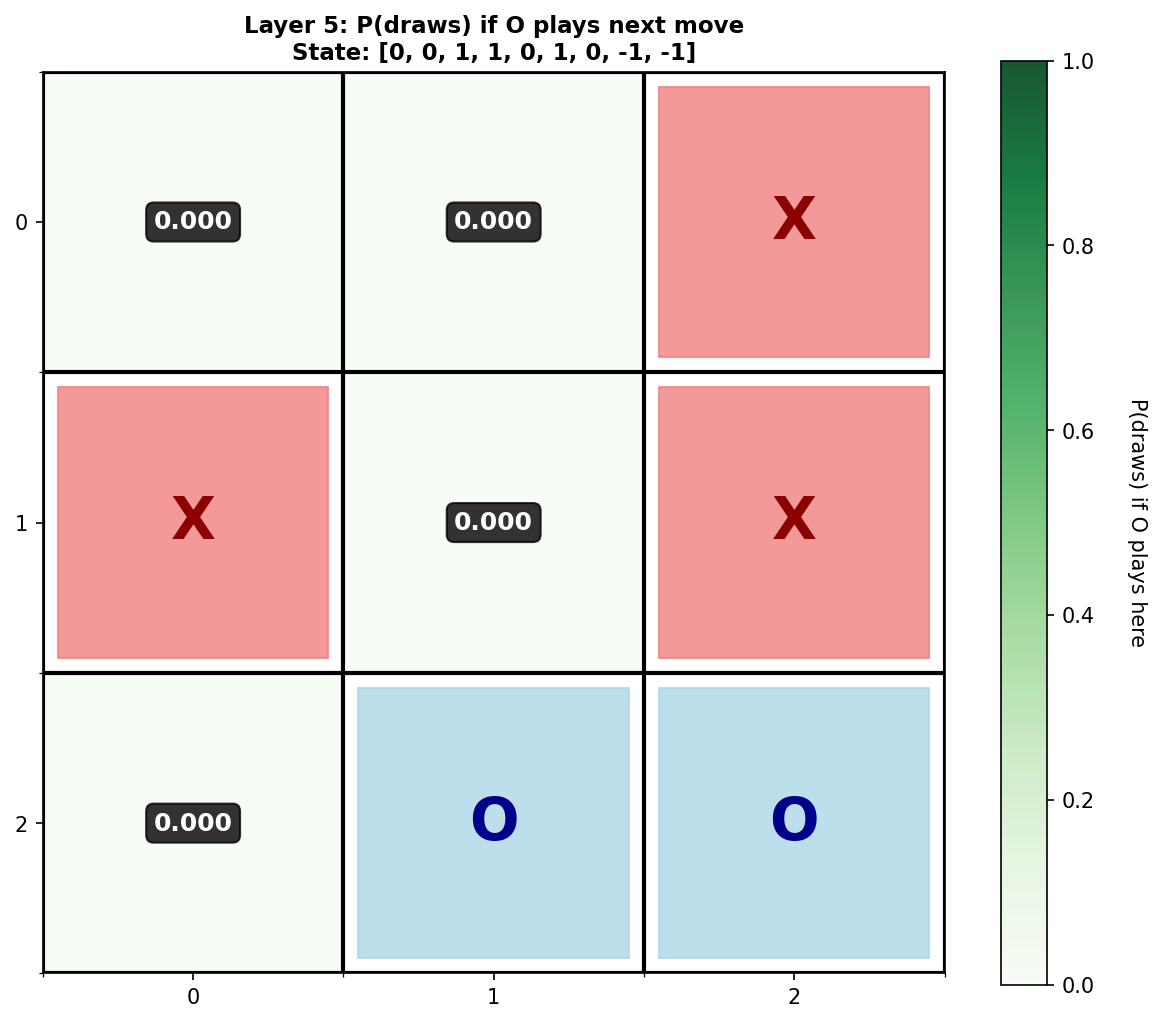 Layer 5: P(draws) if O plays next move
State: [0, 0, 1, 1, 0, 1, 0, -1, -1]
0
0.000
0.000
X
1
X
0.000
X
2
0.000
O
O
0
1
2
1.0
0.8
0.6
0.4
0.2
0.0
P(draws) if O plays here